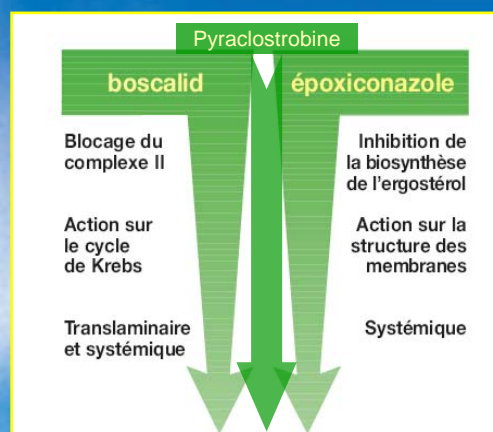 Pyraclostrobine
boscalid
époxiconazole
Blocage du
complexe II
Inhibition de
la biosynthèse
de l'ergostérol
Action sur
le cycle
de Krebs
Action sur la
structure des
membranes
Translaminaire
et systémique
Systémique